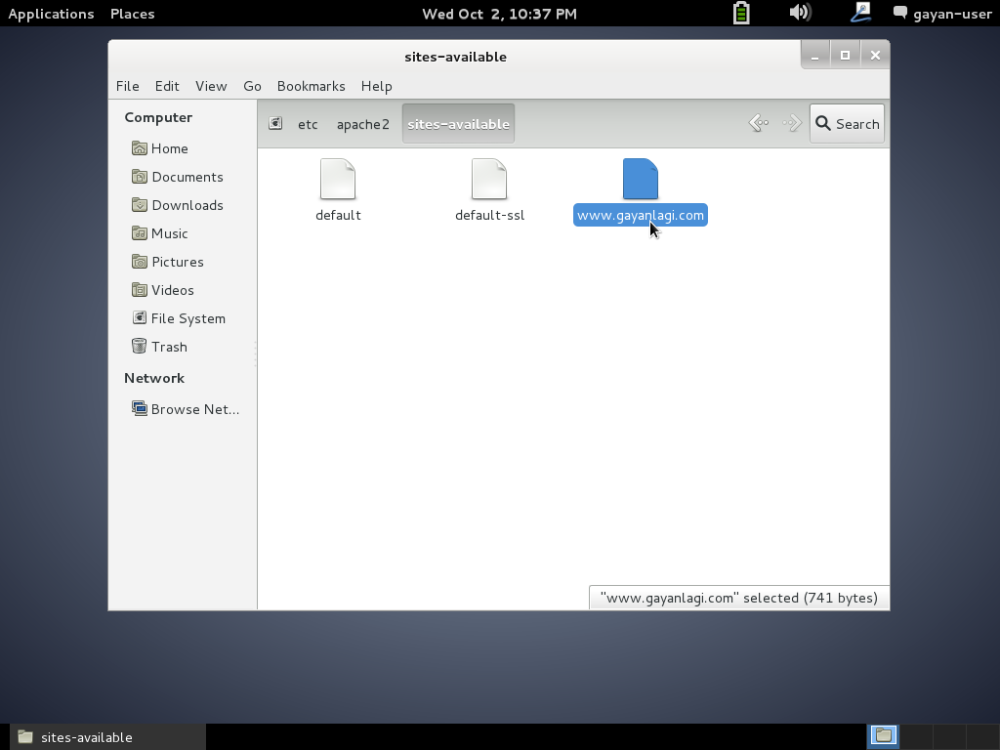 Applications Places Wed Oct 2, 10:37 PM gayan-user
sites-available
File Edit View Go Bookmarks Help
Computer
Home
Documents
Downloads
Music
Pictures
Videos
File System
Trash
Network
Browse Net...
etc apache2 sites-available Search
default default-ssl www.gayanlagi.com
"www.gayanlagi.com" selected (741 bytes)
sites-available